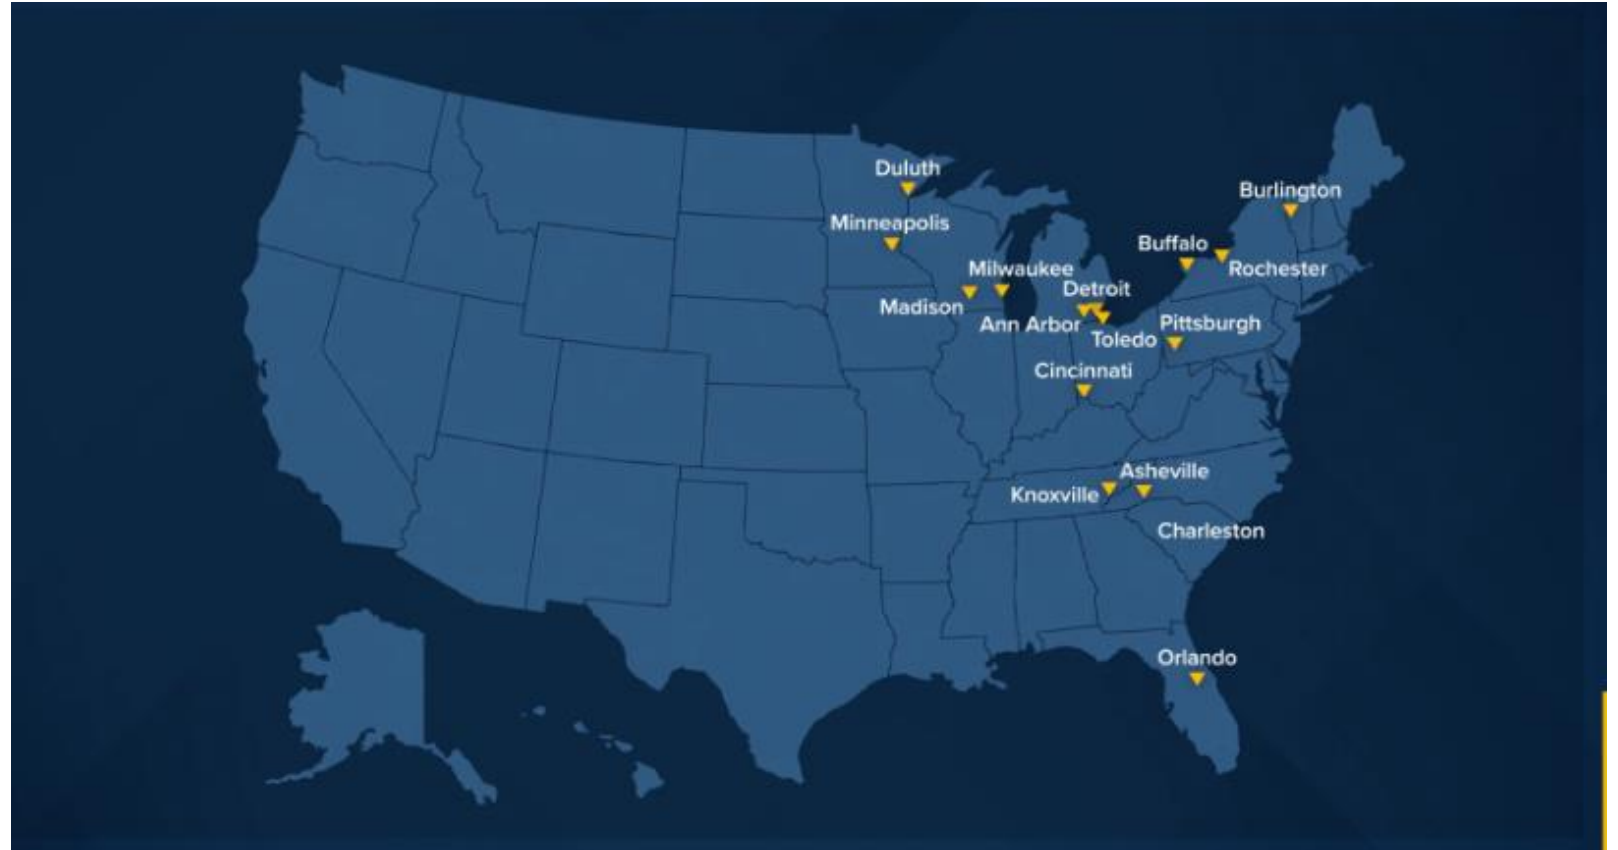 Duluth
Burlington
Minneapolis
Buffalo
Milwaukee
Rochester
Detroit
Madison
Ann Arbor
Pittsburgh
Toledo
Cincinnati
Asheville
Knoxville
Charleston
Orlando